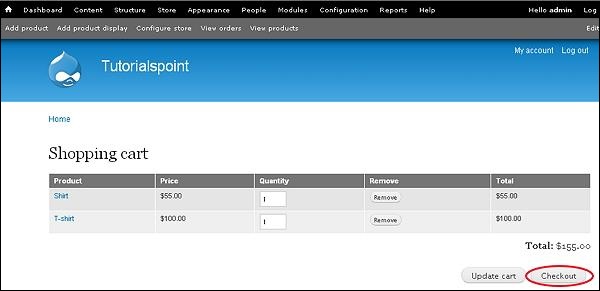 Dashboard Content Structure Store Appearance People Modules Configuration Reports Help Hello admin Log
Add product Add product display Configure store View orders View products Edit
My account Log out
Tutorialspoint
Home
Shopping cart
Product Price Quantity Remove Total
Shirt $55.00 1 Remove $55.00
T-shirt $100.00 1 Remove $100.00
Total: $155.00
Update cart Checkout